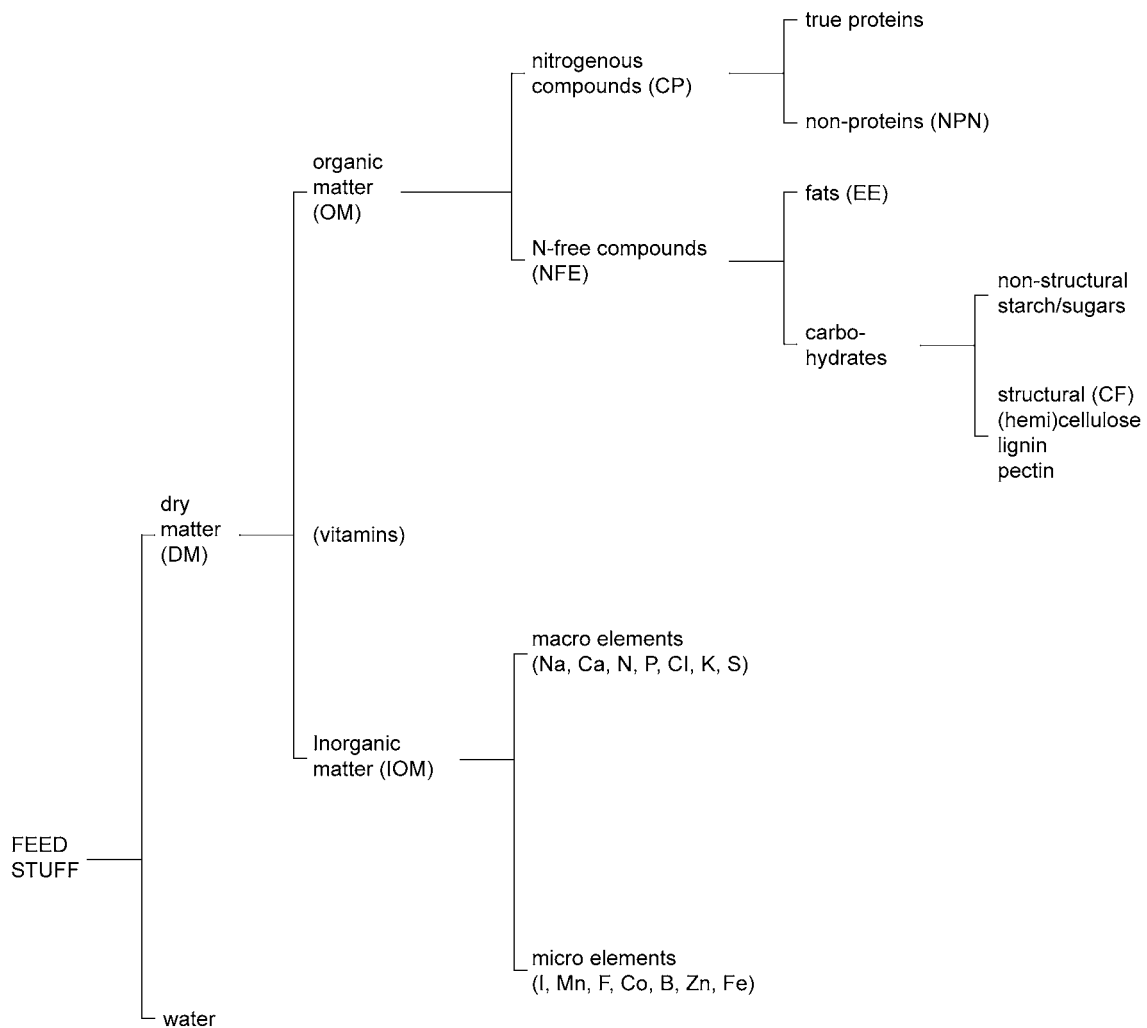 true proteins
nitrogenous
compounds (CP)
non-proteins (NPN)
organic
matter
(OM)
fats (EE)
N-free compounds
(NFE)
non-structural
starch/sugars
carbo-
hydrates
structural (CF)
(hemi)cellulose
lignin
pectin
dry
matter
(DM)
(vitamins)
macro elements
(Na, Ca, N, P, Cl, K, S)
Inorganic
matter (IOM)
FEED
STUFF
micro elements
(I, Mn, F, Co, B, Zn, Fe)
water